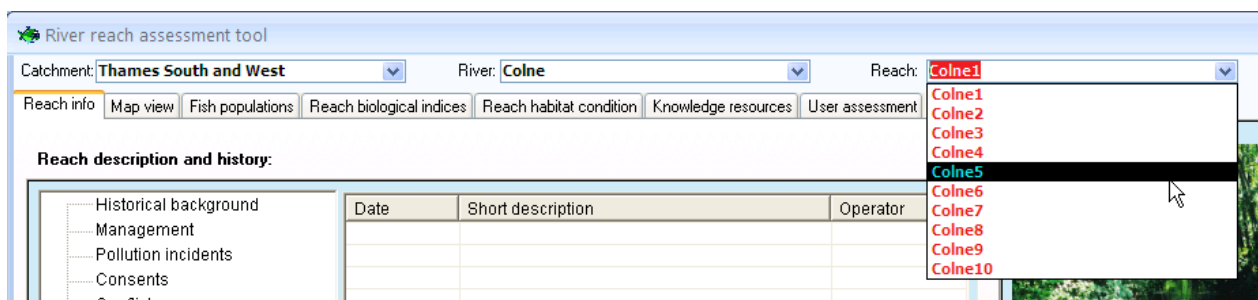 River reach assessment tool
Catchment: Thames South and West River: Colne Reach: Colne1
Reach info Map view Fish populations Reach biological indices Reach habitat condition Knowledge resources User assessment
Colne1
Colne2
Colne3
Colne4
Colne5
Colne6
Colne7
Colne8
Colne9
Colne10
Reach description and history:
Historical background
Management
Pollution incidents
Consents
Date Short description Operator